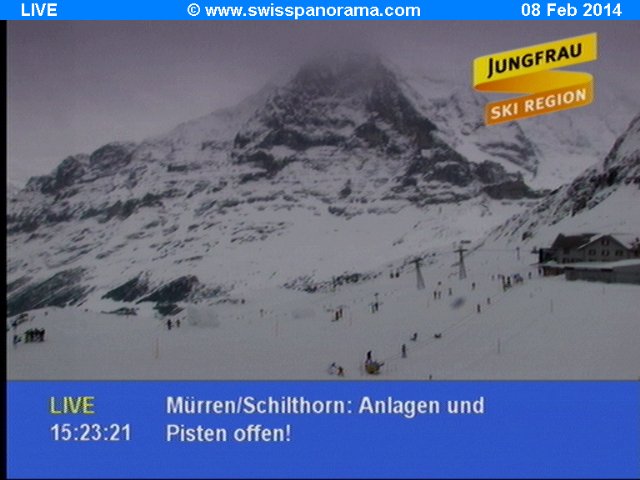 LIVE © www.swisspanorama.com 08 Feb 2014
JUNGFRAU
SKI REGION
LIVE Mürren/Schilthorn: Anlagen und
15:23:21 Pisten offen!